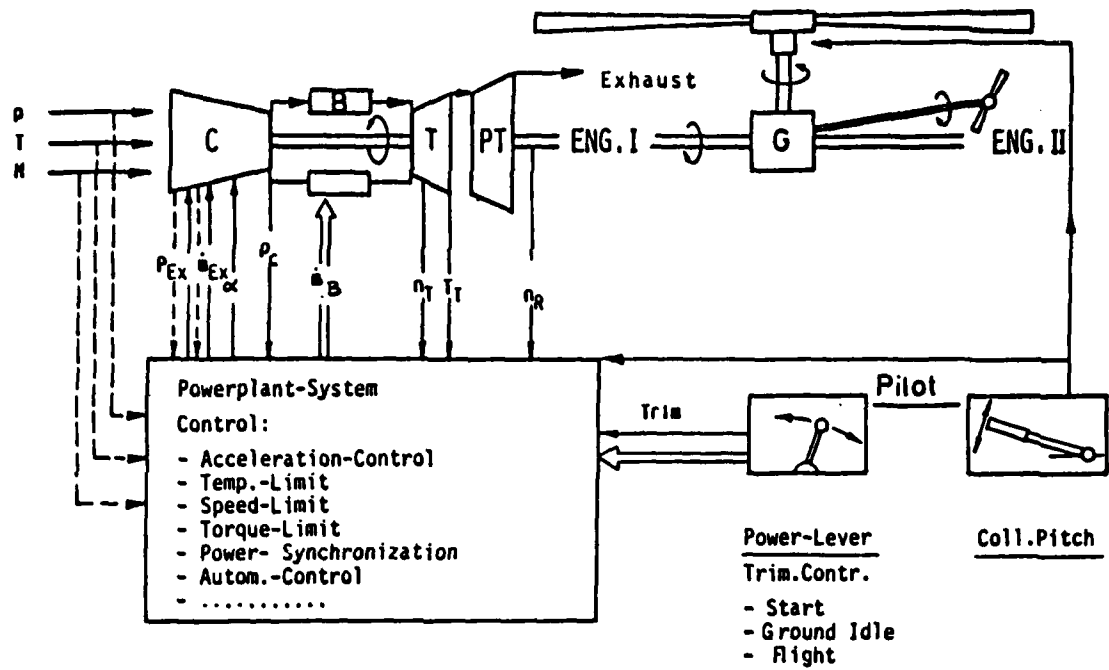 Exhaust
P
T
M
C
B
T
PT
ENG.I
G
ENG.II
P_Ex
ṁ_Ex
α
P_C
ṁ_B
n_T
T_T
n_R
Powerplant-System
Control:
- Acceleration-Control
- Temp.-Limit
- Speed-Limit
- Torque-Limit
- Power- Synchronization
- Autom.-Control
- ...........
Trim
Pilot
Power-Lever
Trim.Contr.
- Start
- Ground Idle
- Flight
Coll.Pitch